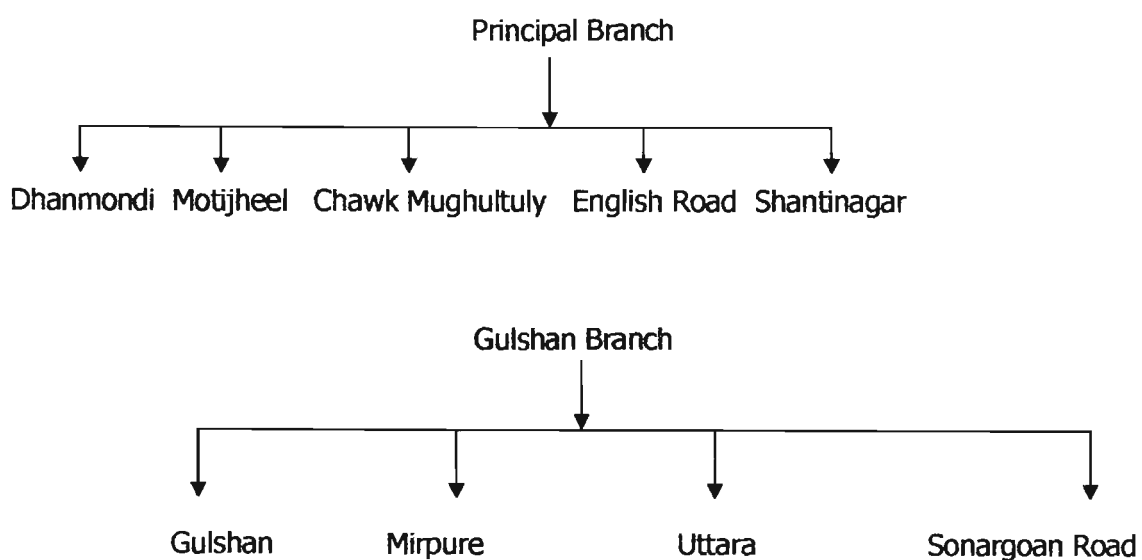 Principal Branch
Dhanmondi Motijheel Chawk Mughultuly English Road Shantinagar
Gulshan Branch
Gulshan Mirpure Uttara Sonargoan Road